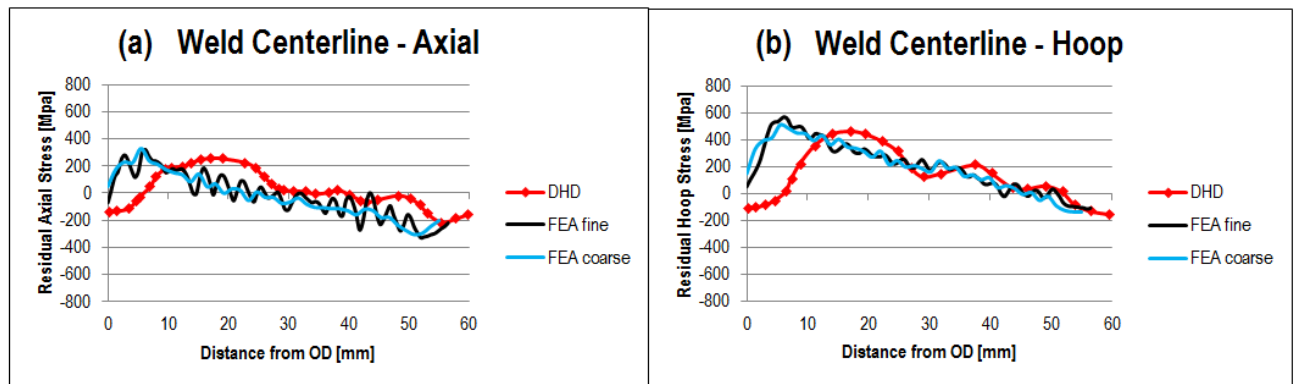 (a) Weld Centerline - Axial
Residual Axial Stress [Mpa]
800
600
400
200
0
-200
-400
-600
-800
0 10 20 30 40 50 60
Distance from OD [mm]
DHD
FEA fine
FEA coarse
(b) Weld Centerline - Hoop
Residual Hoop Stress [Mpa]
800
600
400
200
0
-200
-400
-600
-800
0 10 20 30 40 50 60
Distance from OD [mm]
DHD
FEA fine
FEA coarse